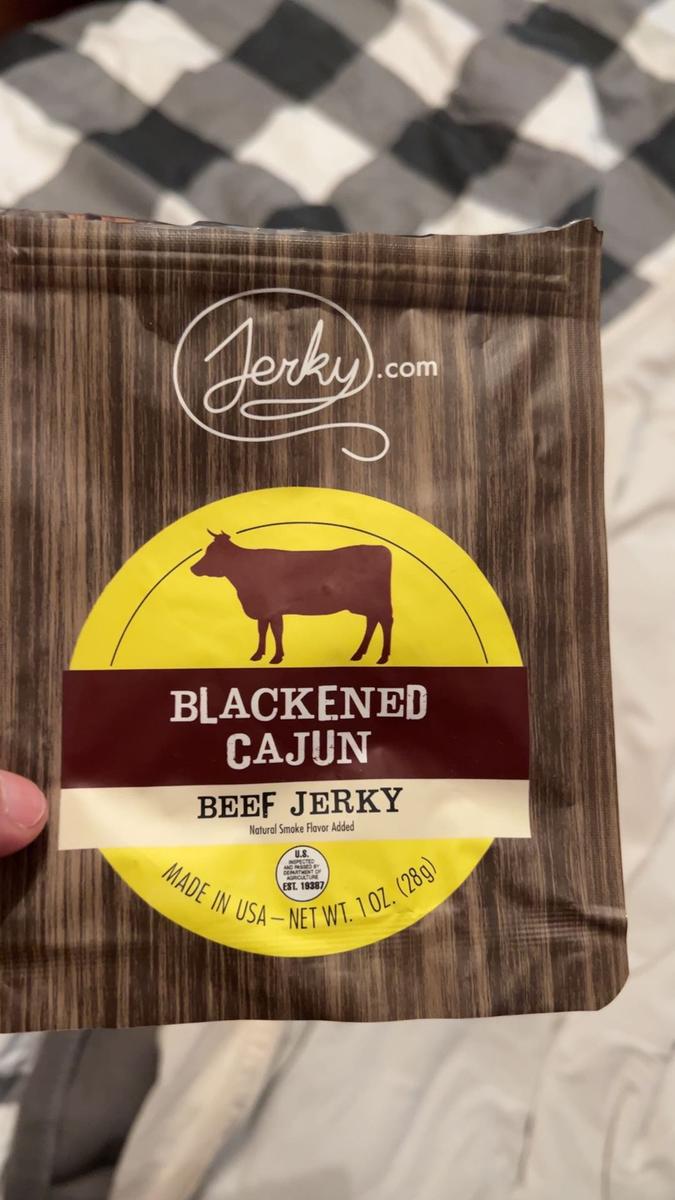 Jerky.com
BLACKENED
CAJUN
BEEF JERKY
Natural Smoke Flavor Added
U.S.
INSPECTED
AND PASSED BY
DEPARTMENT OF
AGRICULTURE
EST. 19387
MADE IN USA – NET WT. 1 OZ. (28g)